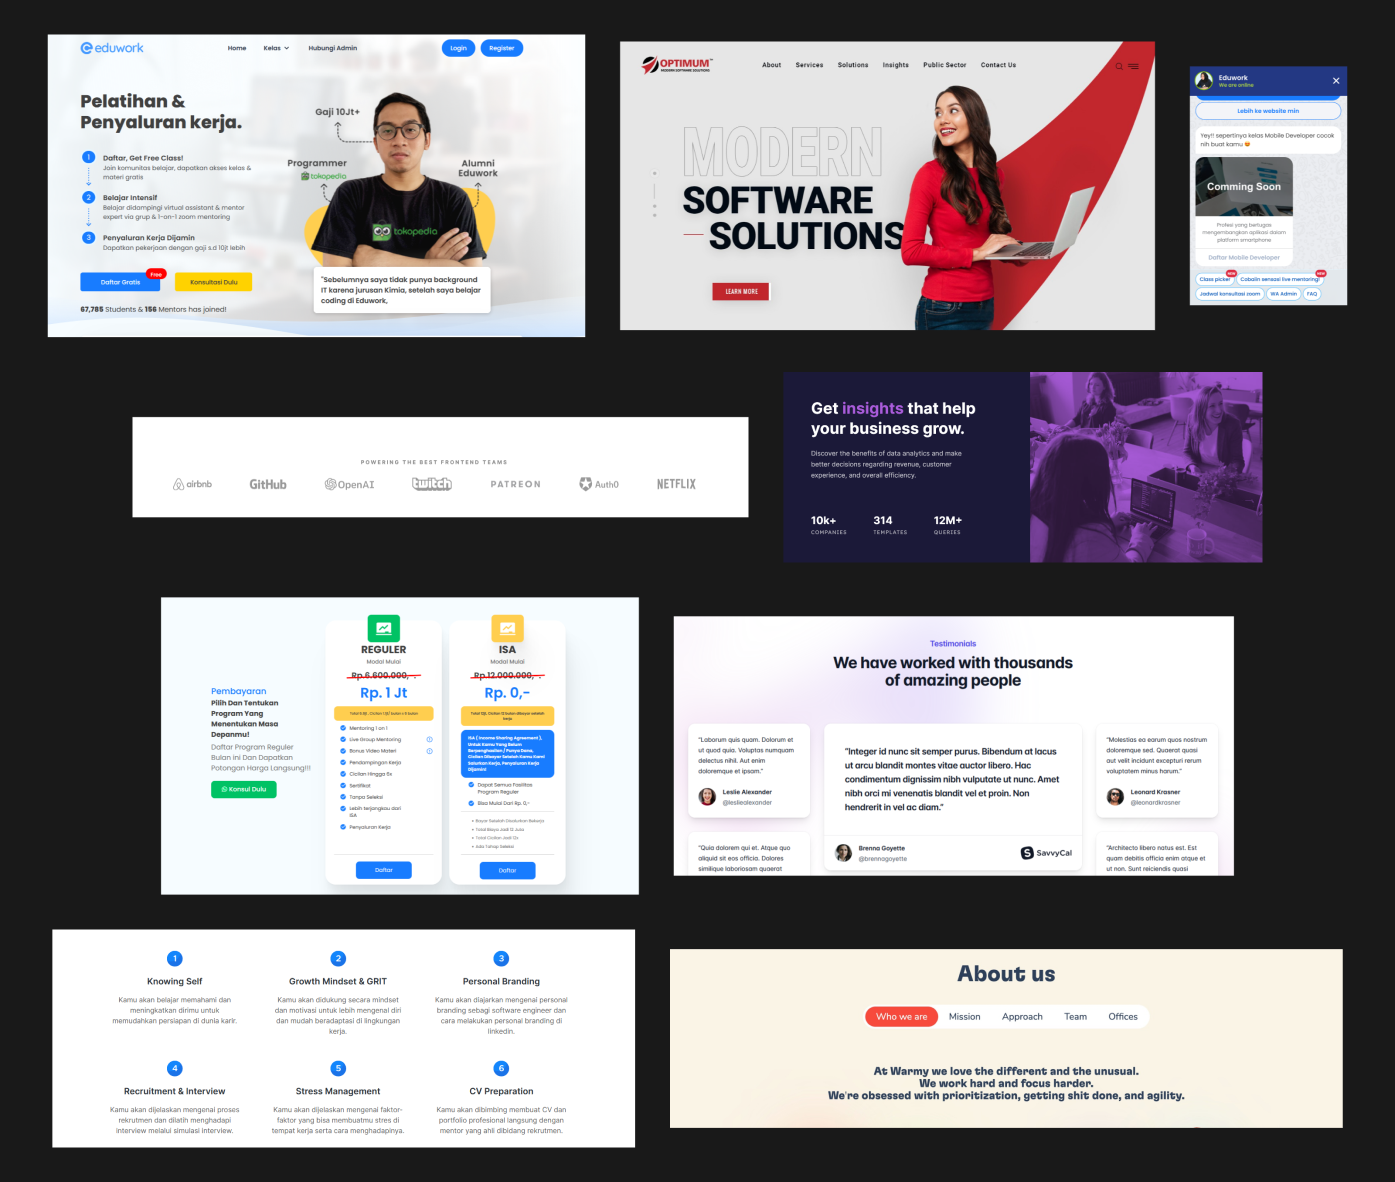 eduwork
Home Kelas Hubungi Admin Login Register
Pelatihan &
Penyaluran kerja.
1 Daftar, Get Free Class!
Join komunitas belajar, dapatkan akses kelas &
materi gratis
2 Belajar Intensif
Belajar didampingi virtual assistant & mentor
expert via grup & 1-on-1 zoom mentoring
3 Penyaluran Kerja Dijamin
Dapatkan pekerjaan dengan gaji s.d 10jt lebih
Daftar Gratis Free Konsultasi Dulu
67,785 Students & 156 Mentors has joined!
Gaji 10Jt+
Programmer
tokopedia
Alumni
Eduwork
tokopedia
"Sebelumnya saya tidak punya background
IT karena jurusan Kimia, setelah saya belajar
coding di Eduwork,
OPTIMUM
MODERN SOFTWARE SOLUTIONS
About Services Solutions Insights Public Sector Contact Us
MODERN
SOFTWARE
SOLUTIONS
LEARN MORE
Eduwork
We are online
Lebih ke website min
Yey!! sepertinya kelas Mobile Developer cocok
nih buat kamu
Comming Soon
Profesi yang bertugas
mengembangkan aplikasi dalam
platform smartphone
Daftar Mobile Developer
Class picker NEW Cobain sensasi live mentoring NEW
Jadwal konsultasi zoom WA Admin FAQ
POWERING THE BEST FRONTEND TEAMS
airbnb GitHub OpenAI twitch PATREON Auth0 NETFLIX
Get insights that help
your business grow.
Discover the benefits of data analytics and make
better decisions regarding revenue, customer
experience, and overall efficiency.
10k+ 314 12M+
COMPANIES TEMPLATES QUERIES
Pembayaran
Pilih Dan Tentukan
Program Yang
Menentukan Masa
Depanmu!
Daftar Program Reguler
Bulan ini Dan Dapatkan
Potongan Harga Langsung!!!
Konsul Dulu
REGULER
Modal Mulai
Rp.6.600.000,-
Rp. 1 Jt
Mentoring 1 on 1
Live Group Mentoring
Bonus Video Materi
Pendampingan Kerja
Cicilan Hingga 6x
Sertifikat
Tanpa Seleksi
Lebih terjangkau dari
ISA
Penyaluran Kerja
Daftar
ISA
Modal Mulai
Rp.12.000.000,-
Rp. 0,-
ISA ( Income Sharing Agreement ),
Untuk Kamu Yang Belum
Berpenghasilan / Punya Dana,
Cicilan Dibayar Setelah Kamu Kami
Salurkan Kerja, Penyaluran Kerja
Dijamin!
Dapat Semua Fasilitas
Program Reguler
Bisa Mulai Dari Rp. 0,-
Bayar Setelah Disalurkan Bekerja
Total Biaya Jadi 12 Juta
Total Cicilan Jadi 12x
Ada Tahap Seleksi
Daftar
Testimonials
We have worked with thousands
of amazing people
"Laborum quis quam. Dolorum et
ut quod quia. Voluptas numquam
delectus nihil. Aut enim
doloremque et ipsam."
Leslie Alexander
@lesliealexander
"Quia dolorem qui et. Atque quo
aliquid sit eos officia. Dolores
similique laboriosam quaerat
"Integer id nunc sit semper purus. Bibendum at lacus
ut arcu blandit montes vitae auctor libero. Hac
condimentum dignissim nibh vulputate ut nunc. Amet
nibh orci mi venenatis blandit vel et proin. Non
hendrerit in vel ac diam."
Brenna Goyette
@brennagoyette
SavvyCal
"Molestias ea earum quos nostrum
doloremque sed. Quaerat quasi
aut velit incidunt excepturi rerum
voluptatem minus harum."
Leonard Krasner
@leonardkrasner
"Architecto libero natus est. Est
quam debitis officia enim atque et
ut non. Sunt reiciendis quasi
1
Knowing Self
Kamu akan belajar memahami dan
meningkatkan dirimu untuk
memudahkan persiapan di dunia karir.
2
Growth Mindset & GRIT
Kamu akan didukung secara mindset
dan motivasi untuk lebih mengenal diri
dan mudah beradaptasi di lingkungan
kerja.
3
Personal Branding
Kamu akan diajarkan mengenai personal
branding sebagi software engineer dan
cara melakukan personal branding di
linkedin.
4
Recruitment & Interview
Kamu akan dijelaskan mengenai proses
rekrutmen dan dilatih menghadapi
interview melalui simulasi interview.
5
Stress Management
Kamu akan dijelaskan mengenai faktor-
faktor yang bisa membuatmu stres di
tempat kerja serta cara menghadapinya.
6
CV Preparation
Kamu akan dibimbing membuat CV dan
portfolio profesional langsung dengan
mentor yang ahli dibidang rekrutmen.
About us
Who we are Mission Approach Team Offices
At Warmy we love the different and the unusual.
We work hard and focus harder.
We're obsessed with prioritization, getting shit done, and agility.